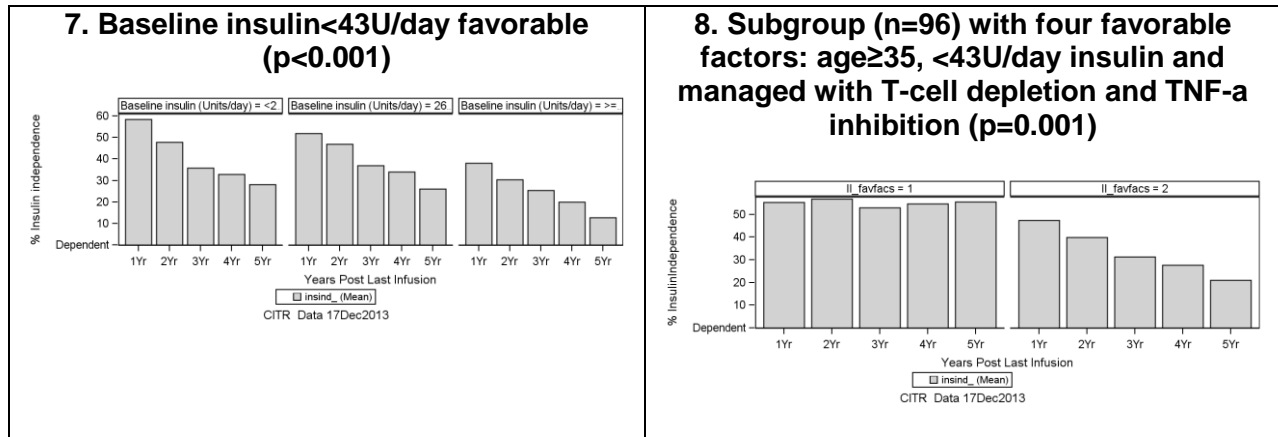 7. Baseline insulin<43U/day favorable
(p<0.001)
Baseline insulin (Units/day) = <2
Baseline insulin (Units/day) = 26
Baseline insulin (Units/day) = >=
% Insulin independence
60
50
40
30
20
10
Dependent
1Yr 2Yr 3Yr 4Yr 5Yr
1Yr 2Yr 3Yr 4Yr 5Yr
1Yr 2Yr 3Yr 4Yr 5Yr
Years Post Last Infusion
insind_ (Mean)
CITR Data 17Dec2013
8. Subgroup (n=96) with four favorable
factors: age≥35, <43U/day insulin and
managed with T-cell depletion and TNF-a
inhibition (p=0.001)
II_favfacs = 1
II_favfacs = 2
% InsulinIndependence
50
40
30
20
10
Dependent
1Yr 2Yr 3Yr 4Yr 5Yr
1Yr 2Yr 3Yr 4Yr 5Yr
Years Post Last Infusion
insind_ (Mean)
CITR Data 17Dec2013